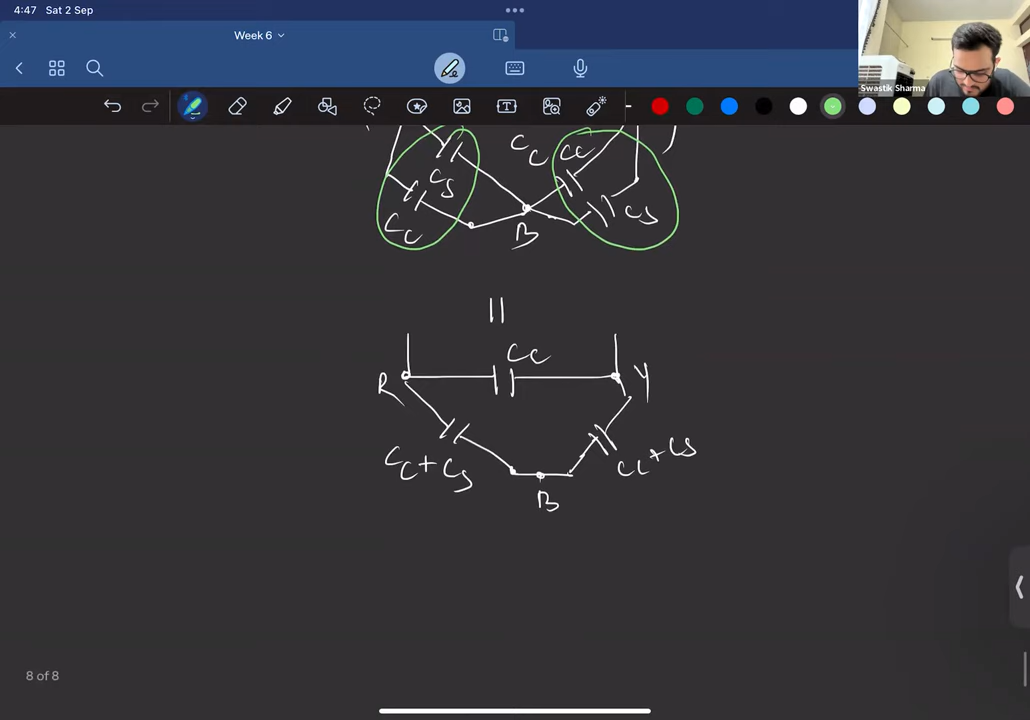 4:47 Sat 2 Sep
Week 6
Swastik Sharma
Cc Cc
Cs
Cc
Cs
B
Cc
R
Y
Cc + Cs
Cc + Cs
B
8 of 8